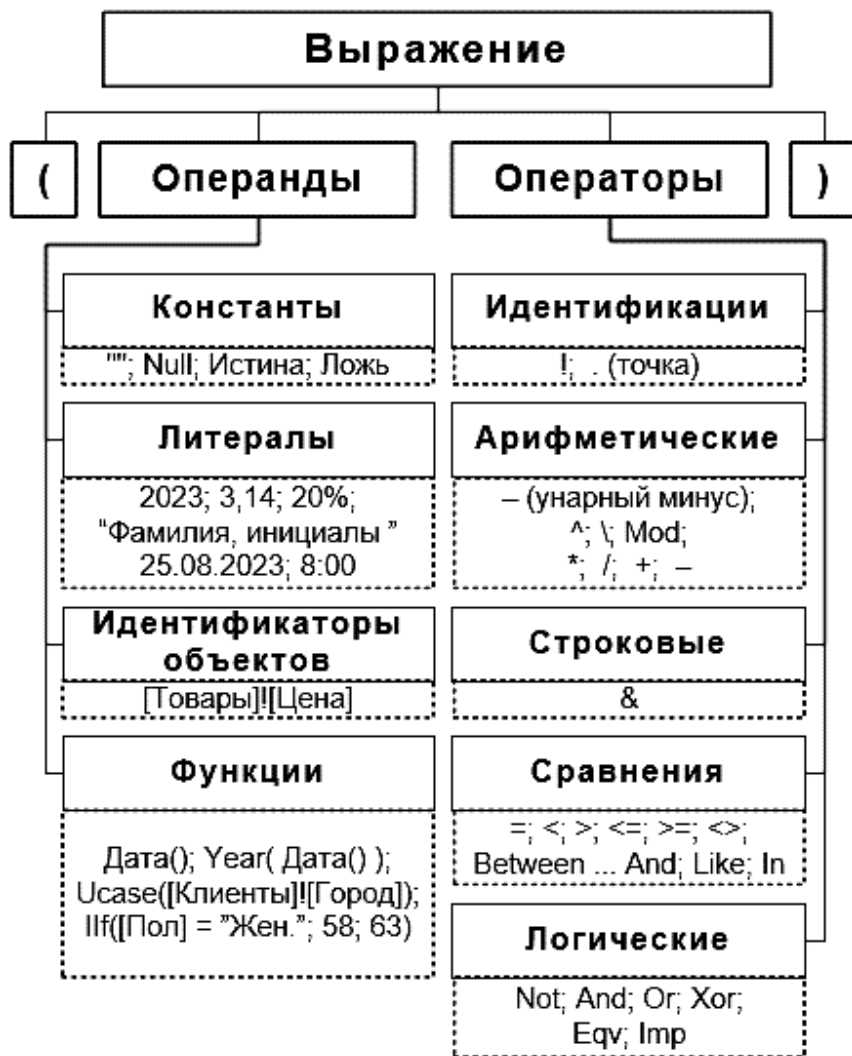 Выражение
(
Операнды
Операторы
)
Константы
""; Null; Истина; Ложь
Литералы
2023; 3,14; 20%;
“Фамилия, инициалы ”
25.08.2023; 8:00
Идентификаторы
объектов
[Товары]![Цена]
Функции
Дата(); Year( Дата() );
Ucase([Клиенты]![Город]);
IIf([Пол] = ”Жен.”; 58; 63)
Идентификации
!; . (точка)
Арифметические
– (унарный минус);
^; \; Mod;
*; /; +; –
Строковые
&
Сравнения
=; <; >; <=; >=; <>;
Between ... And; Like; In
Логические
Not; And; Or; Xor;
Eqv; Imp